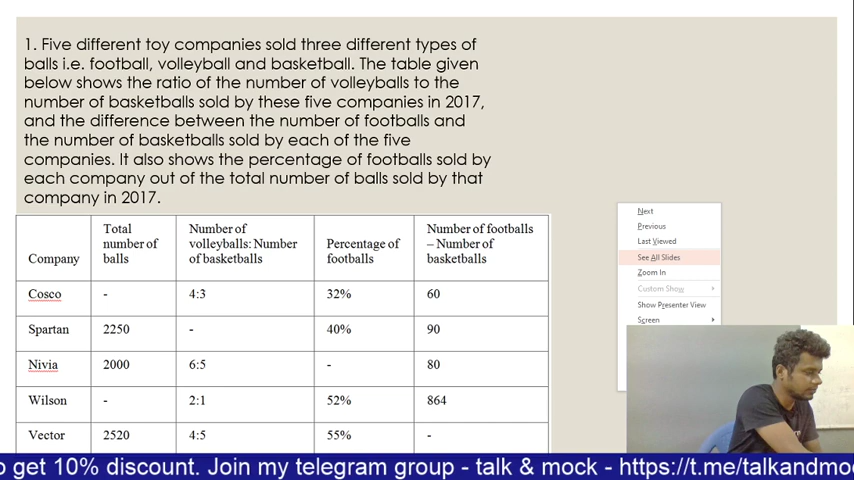 1. Five different toy companies sold three different types of
balls i.e. football, volleyball and basketball. The table given
below shows the ratio of the number of volleyballs to the
number of basketballs sold by these five companies in 2017,
and the difference between the number of footballs and
the number of basketballs sold by each of the five
companies. It also shows the percentage of footballs sold by
each company out of the total number of balls sold by that
company in 2017.
Company Total number of balls Number of volleyballs: Number of basketballs Percentage of footballs Number of footballs – Number of basketballs
Cosco - 4:3 32% 60
Spartan 2250 - 40% 90
Nivia 2000 6:5 - 80
Wilson - 2:1 52% 864
Vector 2520 4:5 55% -
Next
Previous
Last Viewed
See All Slides
Zoom In
Custom Show
Show Presenter View
Screen
o get 10% discount. Join my telegram group - talk & mock - https://t.me/talkandmo